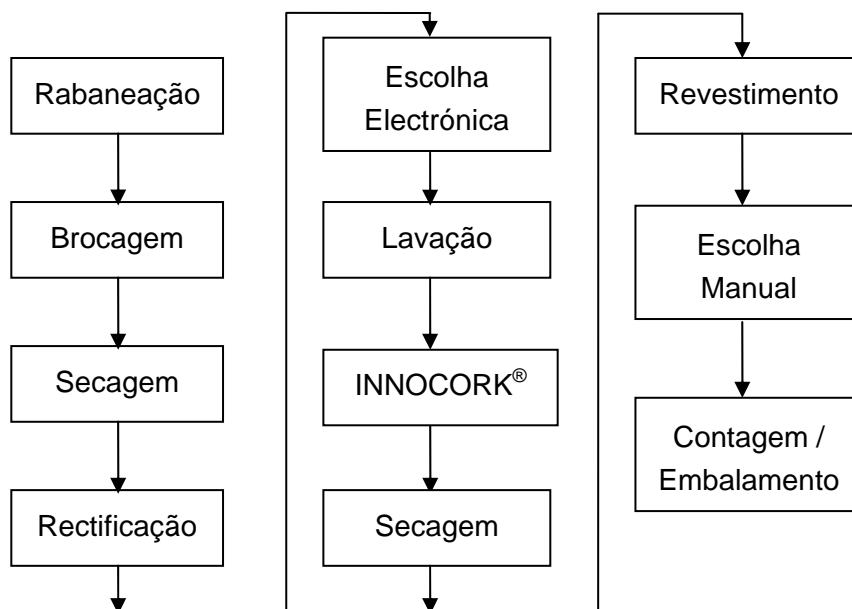 Rabaneação
Brocagem
Secagem
Rectificação
Escolha
Electrónica
Lavação
INNOCORK®
Secagem
Revestimento
Escolha
Manual
Contagem /
Embalamento